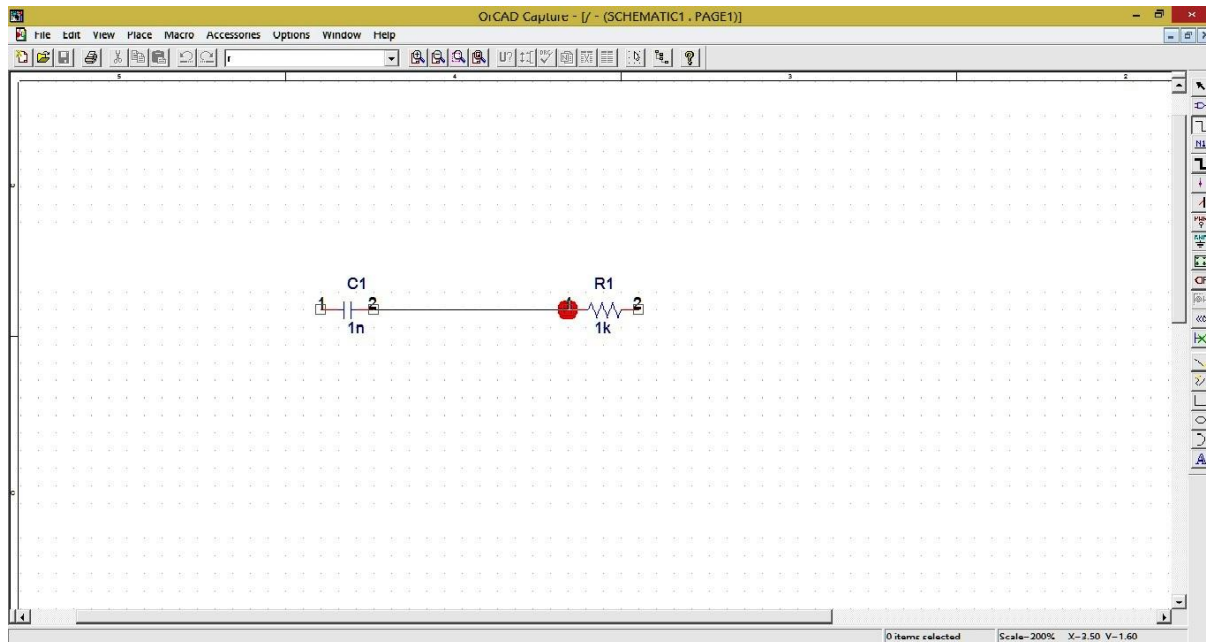 OrCAD Capture - [/ - (SCHEMATIC1 . PAGE1)]
File Edit View Place Macro Accessories Options Window Help
r
U?
5 4 3 2
N1
C1 R1
1 2 1 2
1n 1k
A
0 items selected Scale=200% X=3.50 Y=1.60